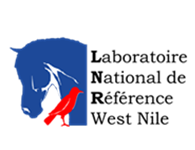 Laboratoire
National de
Référence
West Nile